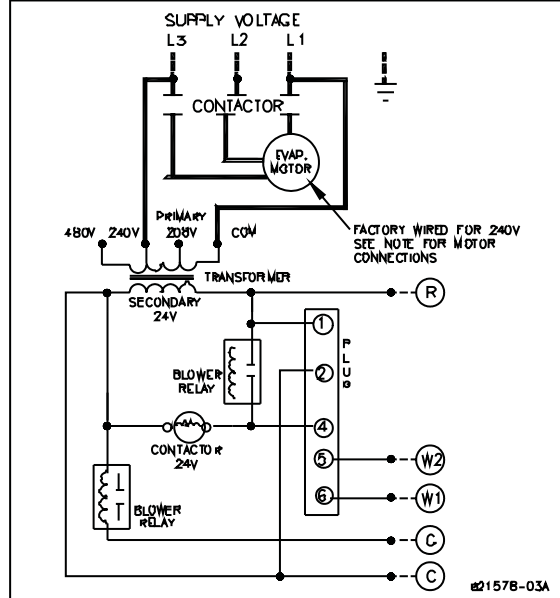 SUPPLY VOLTAGE
L3 L2 L1
CONTACTOR
EVAP.
MOTOR
PRIMARY
480V 240V 208V COM
FACTORY WIRED FOR 240V
SEE NOTE FOR MOTOR
CONNECTIONS
TRANSFORMER
SECONDARY
24V
R
1
PLUG
2
BLOWER
RELAY
4
CONTACTOR
24V
5
W2
6
W1
BLOWER
RELAY
G
C
e21578-03A